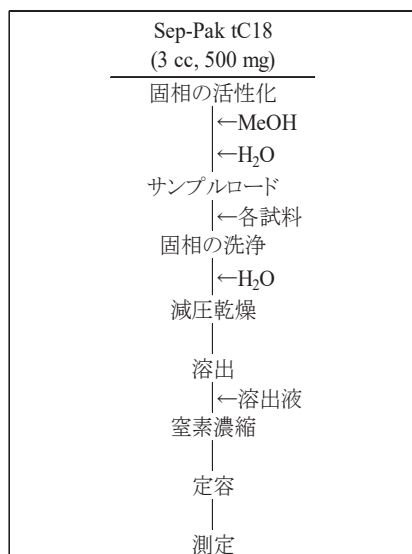 Sep-Pak tC18
(3 cc, 500 mg)
固相の活性化
←MeOH
←H₂O
サンプルロード
←各試料
固相の洗浄
←H₂O
減圧乾燥
溶出
←溶出液
窒素濃縮
定容
測定